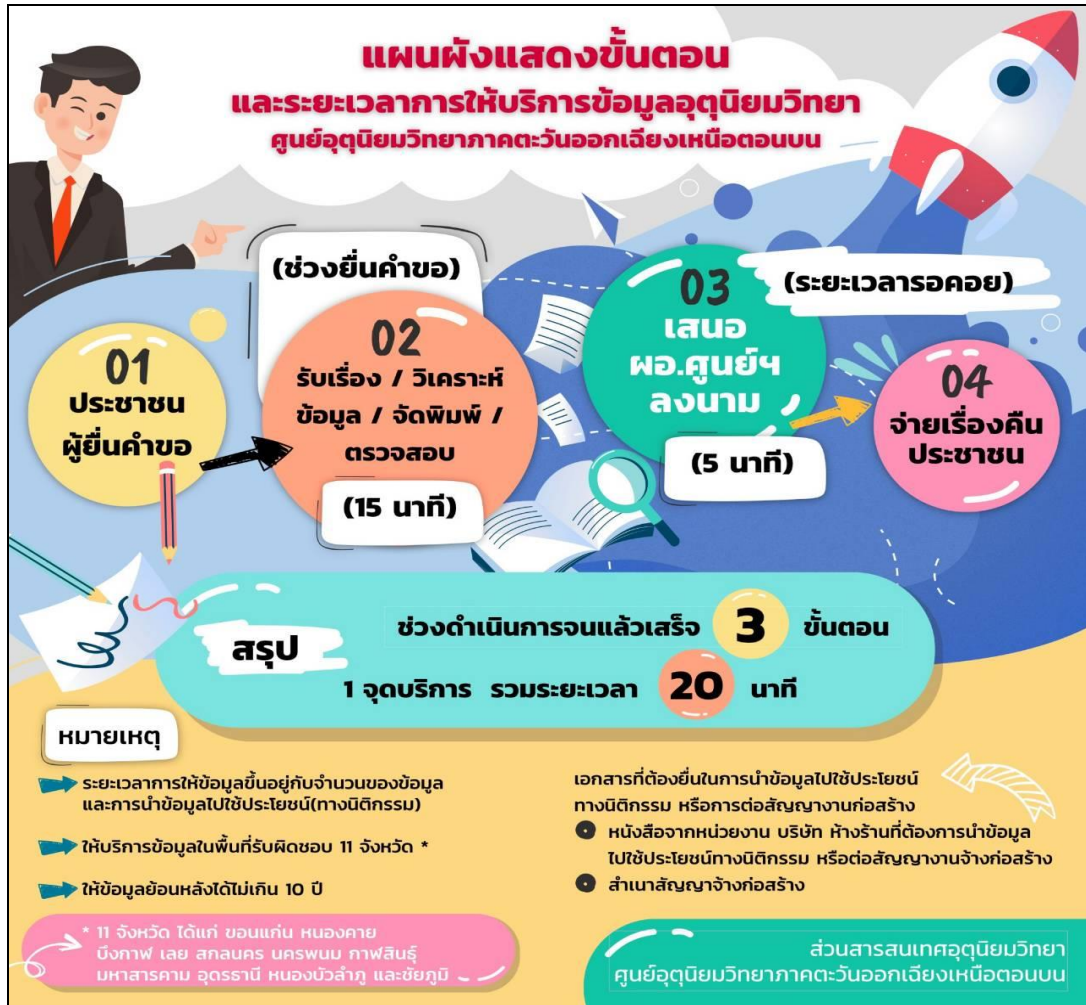 แผนผังแสดงขั้นตอน
และระยะเวลาการให้บริการข้อมูลอุตุนิยมวิทยา
ศูนย์อุตุนิยมวิทยาภาคตะวันออกเฉียงเหนือตอนบน
01
ประชาชน
ผู้ยื่นคำขอ
(ช่วงยื่นคำขอ)
02
รับเรื่อง / วิเคราะห์
ข้อมูล / จัดพิมพ์ /
ตรวจสอบ
(15 นาที)
03
เสนอ
ผอ.ศูนย์ฯ
ลงนาม
(5 นาที)
(ระยะเวลารอคอย)
04
จ่ายเรื่องคืน
ประชาชน
สรุป
ช่วงดำเนินการจนแล้วเสร็จ 3 ขั้นตอน
1 จุดบริการ รวมระยะเวลา 20 นาที
หมายเหตุ
ระยะเวลาการให้ข้อมูลขึ้นอยู่กับจำนวนของข้อมูล
และการนำข้อมูลไปใช้ประโยชน์(ทางนิติกรรม)
ให้บริการข้อมูลในพื้นที่รับผิดชอบ 11 จังหวัด *
ให้ข้อมูลย้อนหลังได้ไม่เกิน 10 ปี
* 11 จังหวัด ได้แก่ ขอนแก่น หนองคาย
บึงกาฬ เลย สกลนคร นครพนม กาฬสินธุ์
มหาสารคาม อุดรธานี หนองบัวลำภู และชัยภูมิ
เอกสารที่ต้องยื่นในการนำข้อมูลไปใช้ประโยชน์
ทางนิติกรรม หรือการต่อสัญญางานก่อสร้าง
หนังสือจากหน่วยงาน บริษัท ห้างร้านที่ต้องการนำข้อมูล
ไปใช้ประโยชน์ทางนิติกรรม หรือต่อสัญญางานจ้างก่อสร้าง
สำเนาสัญญาจ้างก่อสร้าง
ส่วนสารสนเทศอุตุนิยมวิทยา
ศูนย์อุตุนิยมวิทยาภาคตะวันออกเฉียงเหนือตอนบน